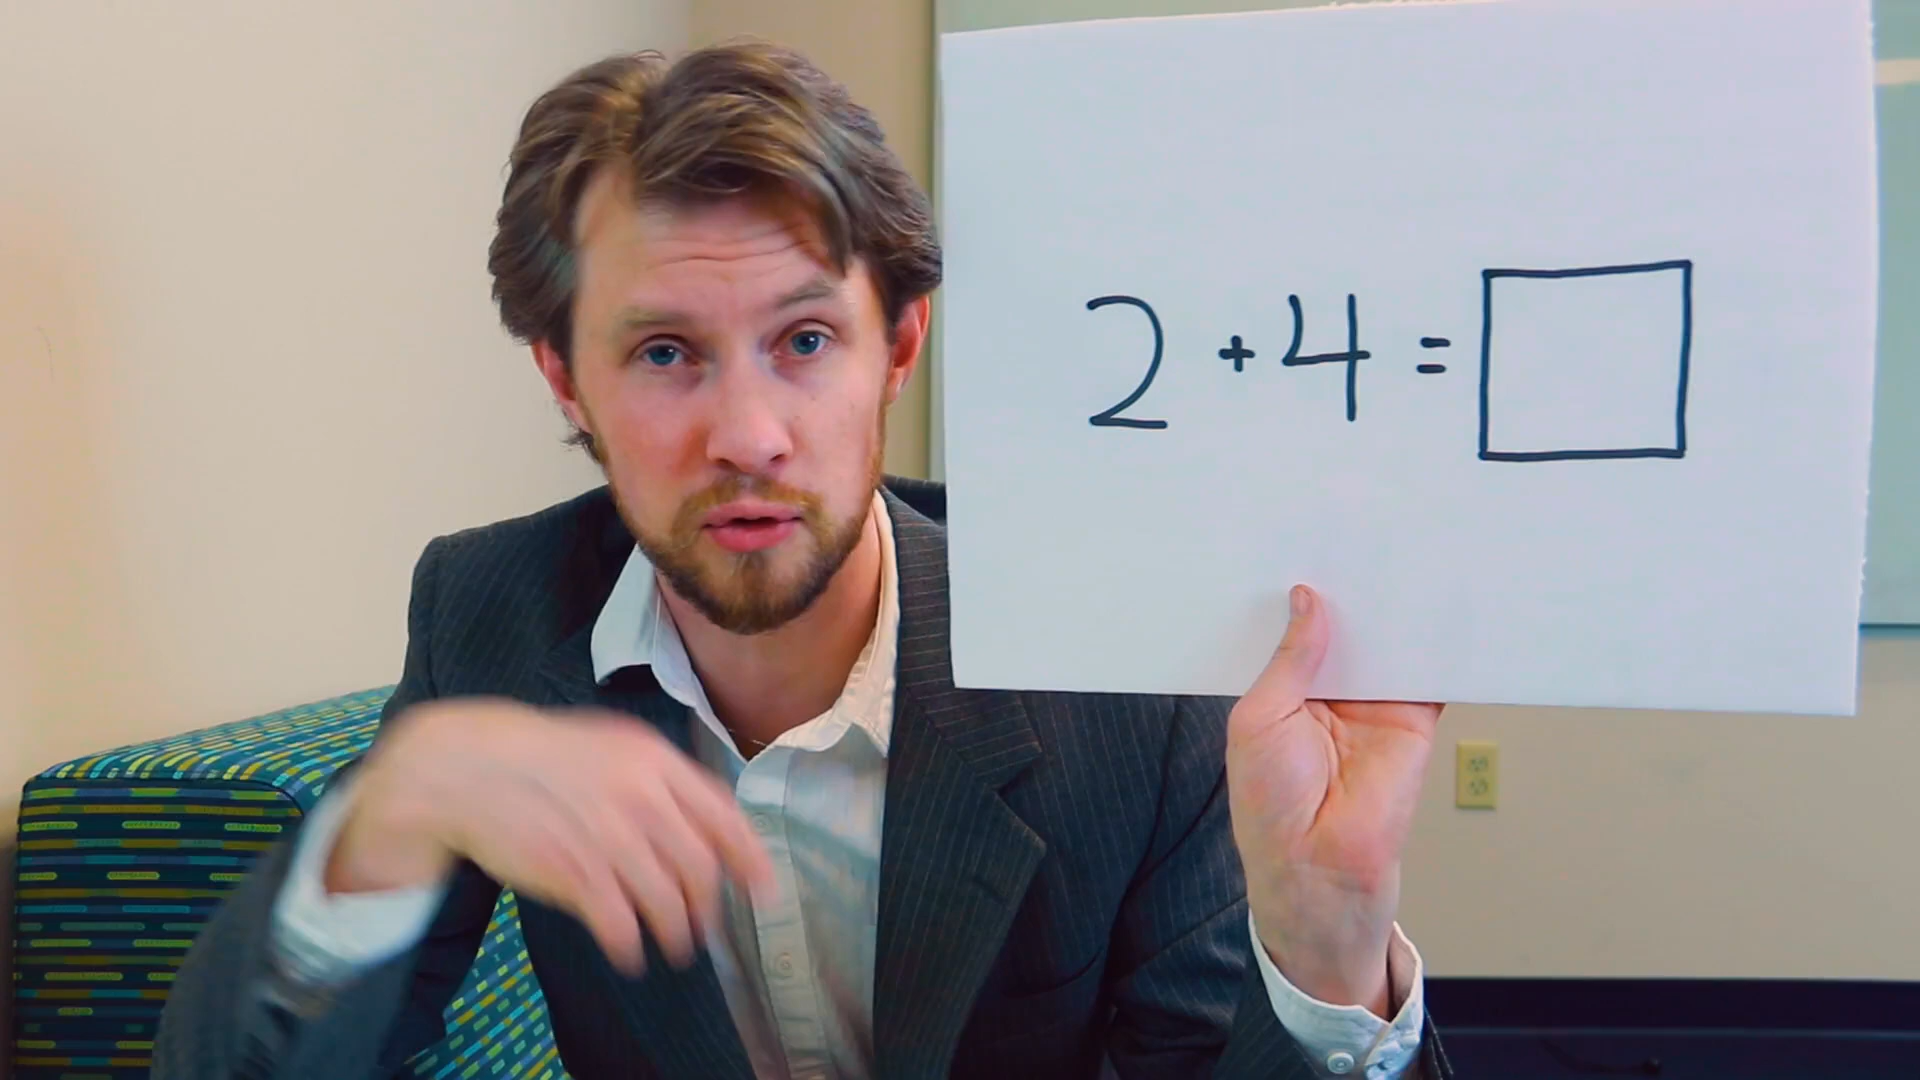 2 + 4 = □